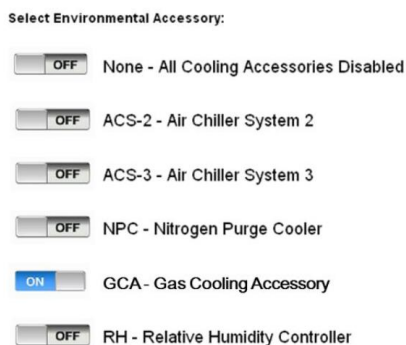 Select Environmental Accessory:
OFF None - All Cooling Accessories Disabled
OFF ACS-2 - Air Chiller System 2
OFF ACS-3 - Air Chiller System 3
OFF NPC - Nitrogen Purge Cooler
ON GCA - Gas Cooling Accessory
OFF RH - Relative Humidity Controller